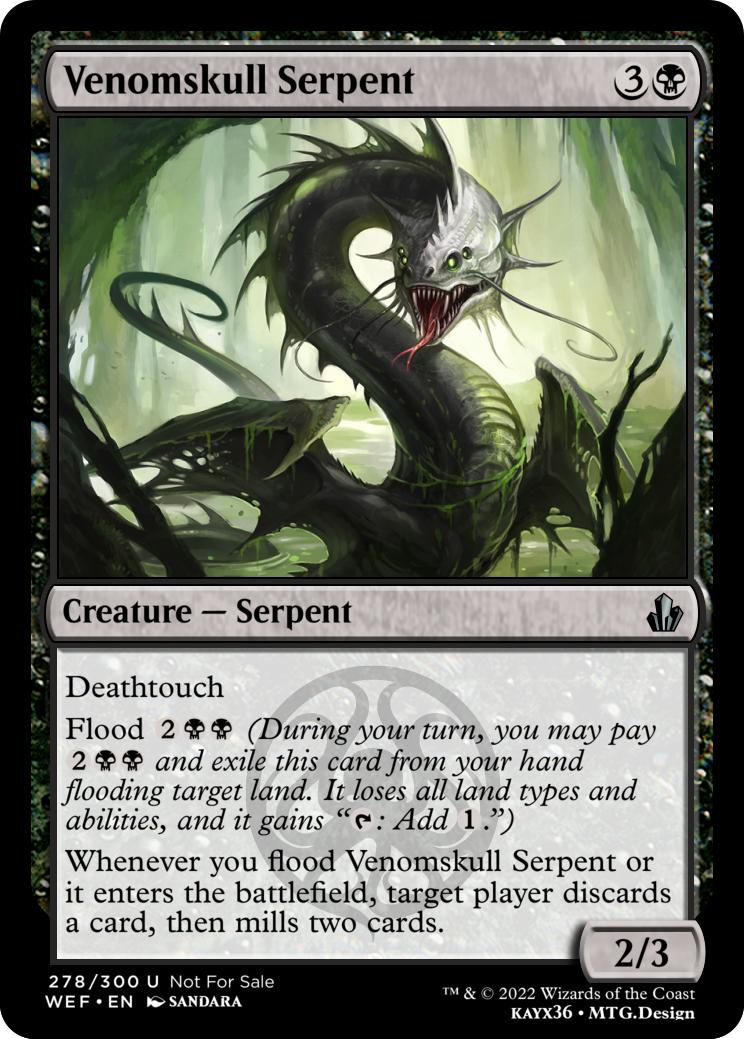 Venomskull Serpent 3
Creature — Serpent
Deathtouch
Flood 2 (During your turn, you may pay
2 and exile this card from your hand
flooding target land. It loses all land types and
abilities, and it gains “: Add 1.”)
Whenever you flood Venomskull Serpent or
it enters the battlefield, target player discards
a card, then mills two cards.
2/3
278/300 U Not For Sale
WEF • EN SANDARA
™ & © 2022 Wizards of the Coast
KAYX36 • MTG.Design